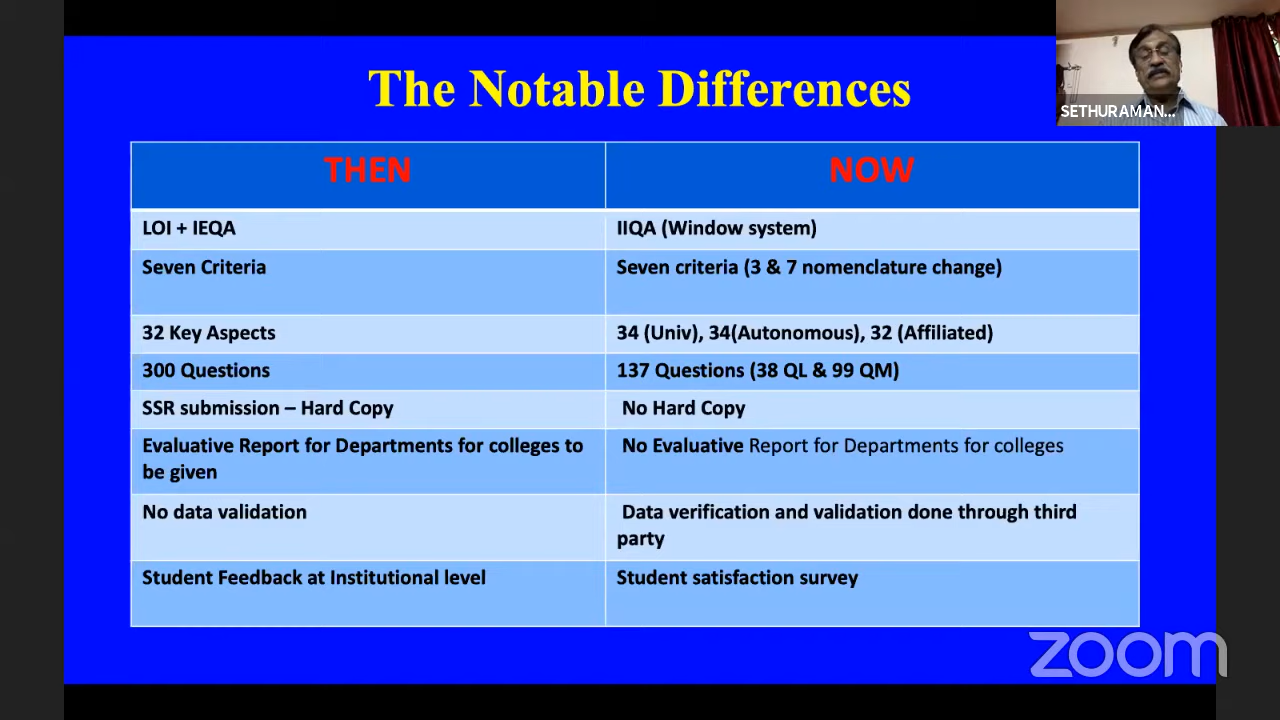 The Notable Differences
SETHURAMAN...
THEN
NOW
LOI + IEQA
IIQA (Window system)
Seven Criteria
Seven criteria (3 & 7 nomenclature change)
32 Key Aspects
34 (Univ), 34(Autonomous), 32 (Affiliated)
300 Questions
137 Questions (38 QL & 99 QM)
SSR submission – Hard Copy
No Hard Copy
Evaluative Report for Departments for colleges to
be given
No Evaluative Report for Departments for colleges
No data validation
Data verification and validation done through third
party
Student Feedback at Institutional level
Student satisfaction survey
zoom